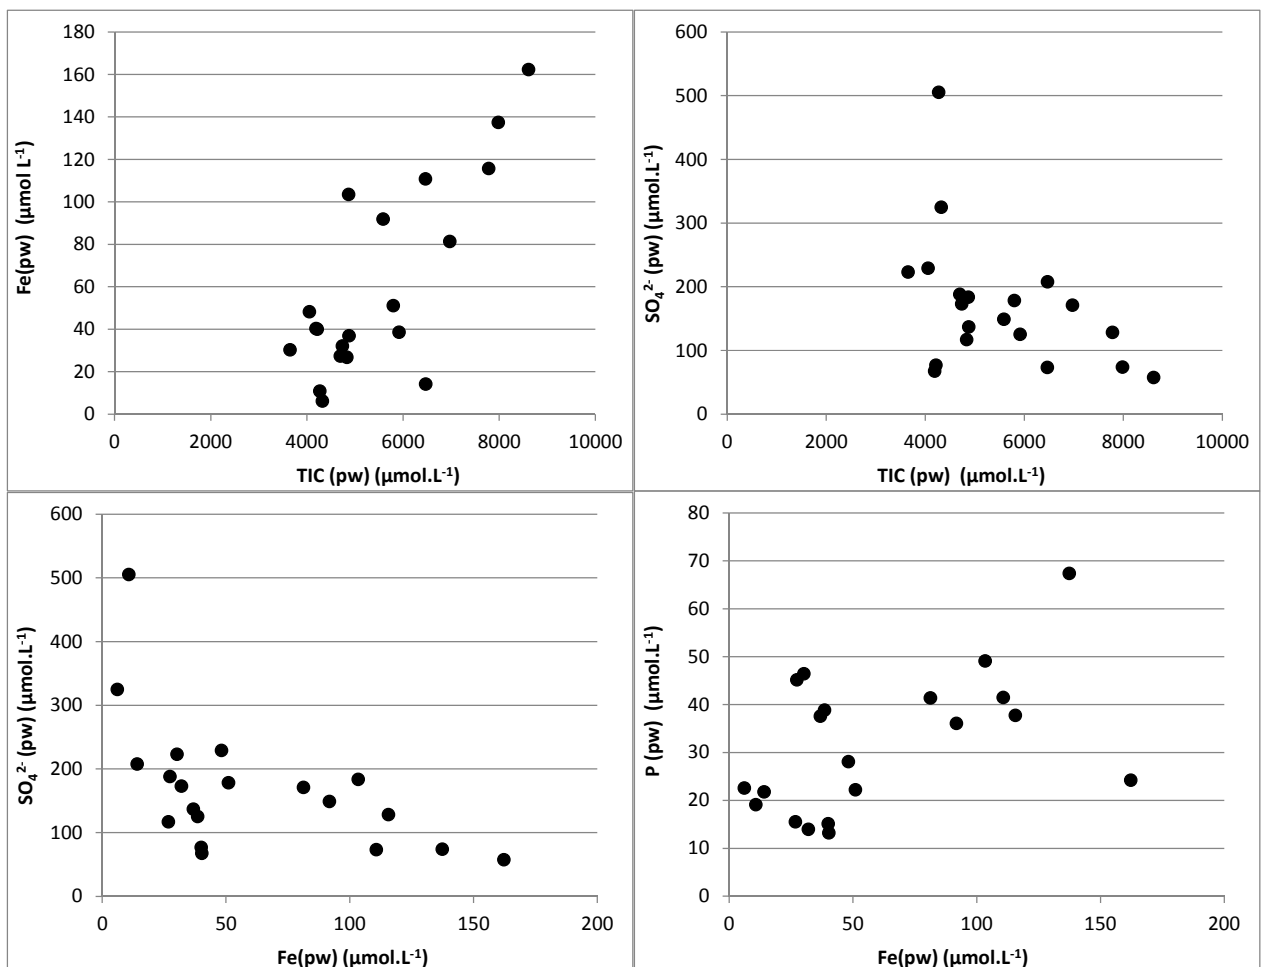 180
160
140
120
100
80
60
40
20
0
Fe(pw) (µmol L⁻¹)
0 2000 4000 6000 8000 10000
TIC (pw) (µmol.L⁻¹)
600
500
400
300
200
100
0
SO₄²⁻ (pw) (µmol.L⁻¹)
0 2000 4000 6000 8000 10000
TIC (pw) (µmol.L⁻¹)
600
500
400
300
200
100
0
SO₄²⁻ (pw) (µmol.L⁻¹)
0 50 100 150 200
Fe(pw) (µmol.L⁻¹)
80
70
60
50
40
30
20
10
0
P (pw) (µmol.L⁻¹)
0 50 100 150 200
Fe(pw) (µmol.L⁻¹)